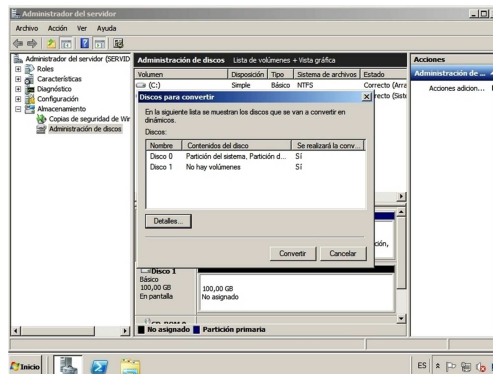 Administrador del servidor
Archivo Acción Ver Ayuda
Administrador del servidor (SERVID
Roles
Características
Diagnóstico
Configuración
Almacenamiento
Copias de seguridad de Wir
Administración de discos
Administración de discos Lista de volúmenes + Vista gráfica
Volumen Disposición Tipo Sistema de archivos Estado
(C:) Simple Básico NTFS Correcto (Arra
recto (Siste
Discos para convertir
En la siguiente lista se muestran los discos que se van a convertir en
dinámicos.
Discos:
Nombre Contenidos del disco Se realizará la conv...
Disco 0 Partición del sistema, Partición d... Sí
Disco 1 No hay volúmenes Sí
Detalles...
Convertir Cancelar
ción,
Disco 1
Básico
100,00 GB
En pantalla
100,00 GB
No asignado
CD-ROM 0
No asignado Partición primaria
Acciones
Administración de ...
Acciones adicion...
Inicio
ES